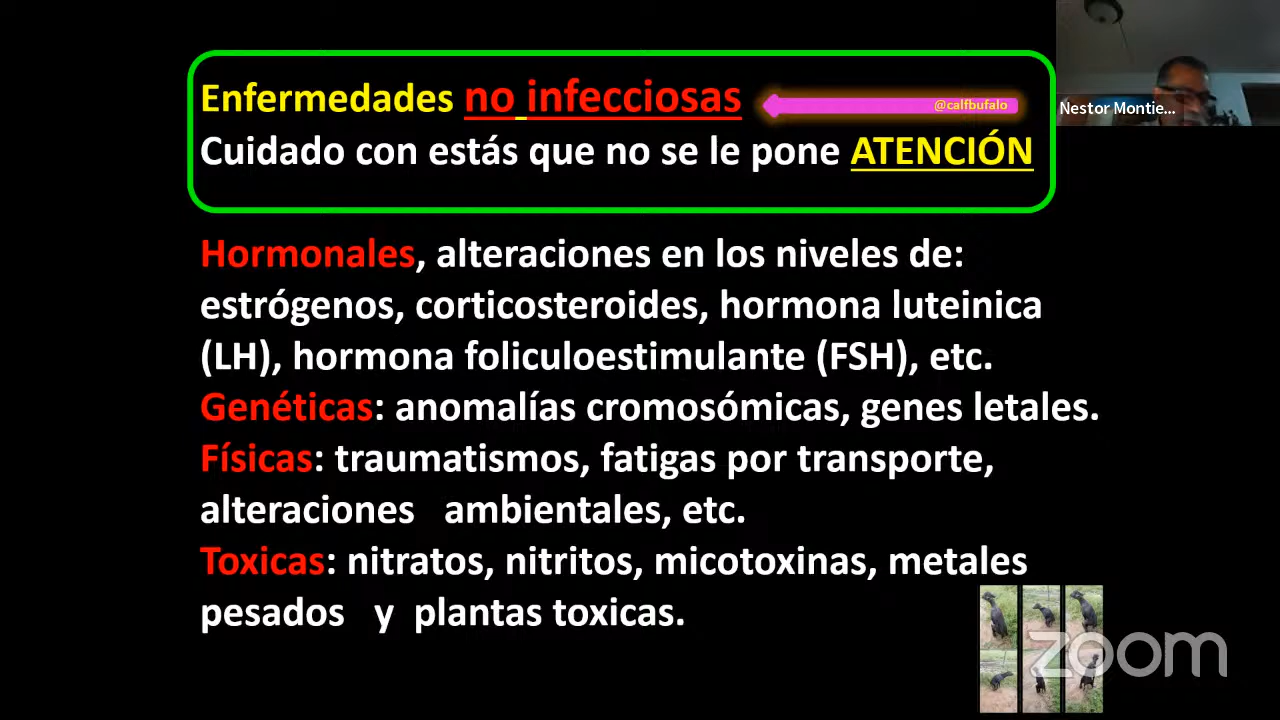 Enfermedades no infecciosas
@calfbufalo
Nestor Montie...
Cuidado con estás que no se le pone ATENCIÓN
Hormonales, alteraciones en los niveles de:
estrógenos, corticosteroides, hormona luteinica
(LH), hormona foliculoestimulante (FSH), etc.
Genéticas: anomalías cromosómicas, genes letales.
Físicas: traumatismos, fatigas por transporte,
alteraciones ambientales, etc.
Toxicas: nitratos, nitritos, micotoxinas, metales
pesados y plantas toxicas.
zoom